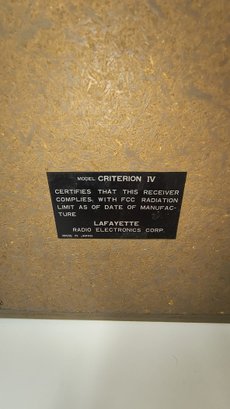 MODEL CRITERION IV
CERTIFIES THAT THIS RECEIVER
COMPLIES, WITH FCC RADIATION
LIMIT AS OF DATE OF MANUFAC-
TURE
LAFAYETTE
RADIO ELECTRONICS CORP.
MADE IN JAPAN